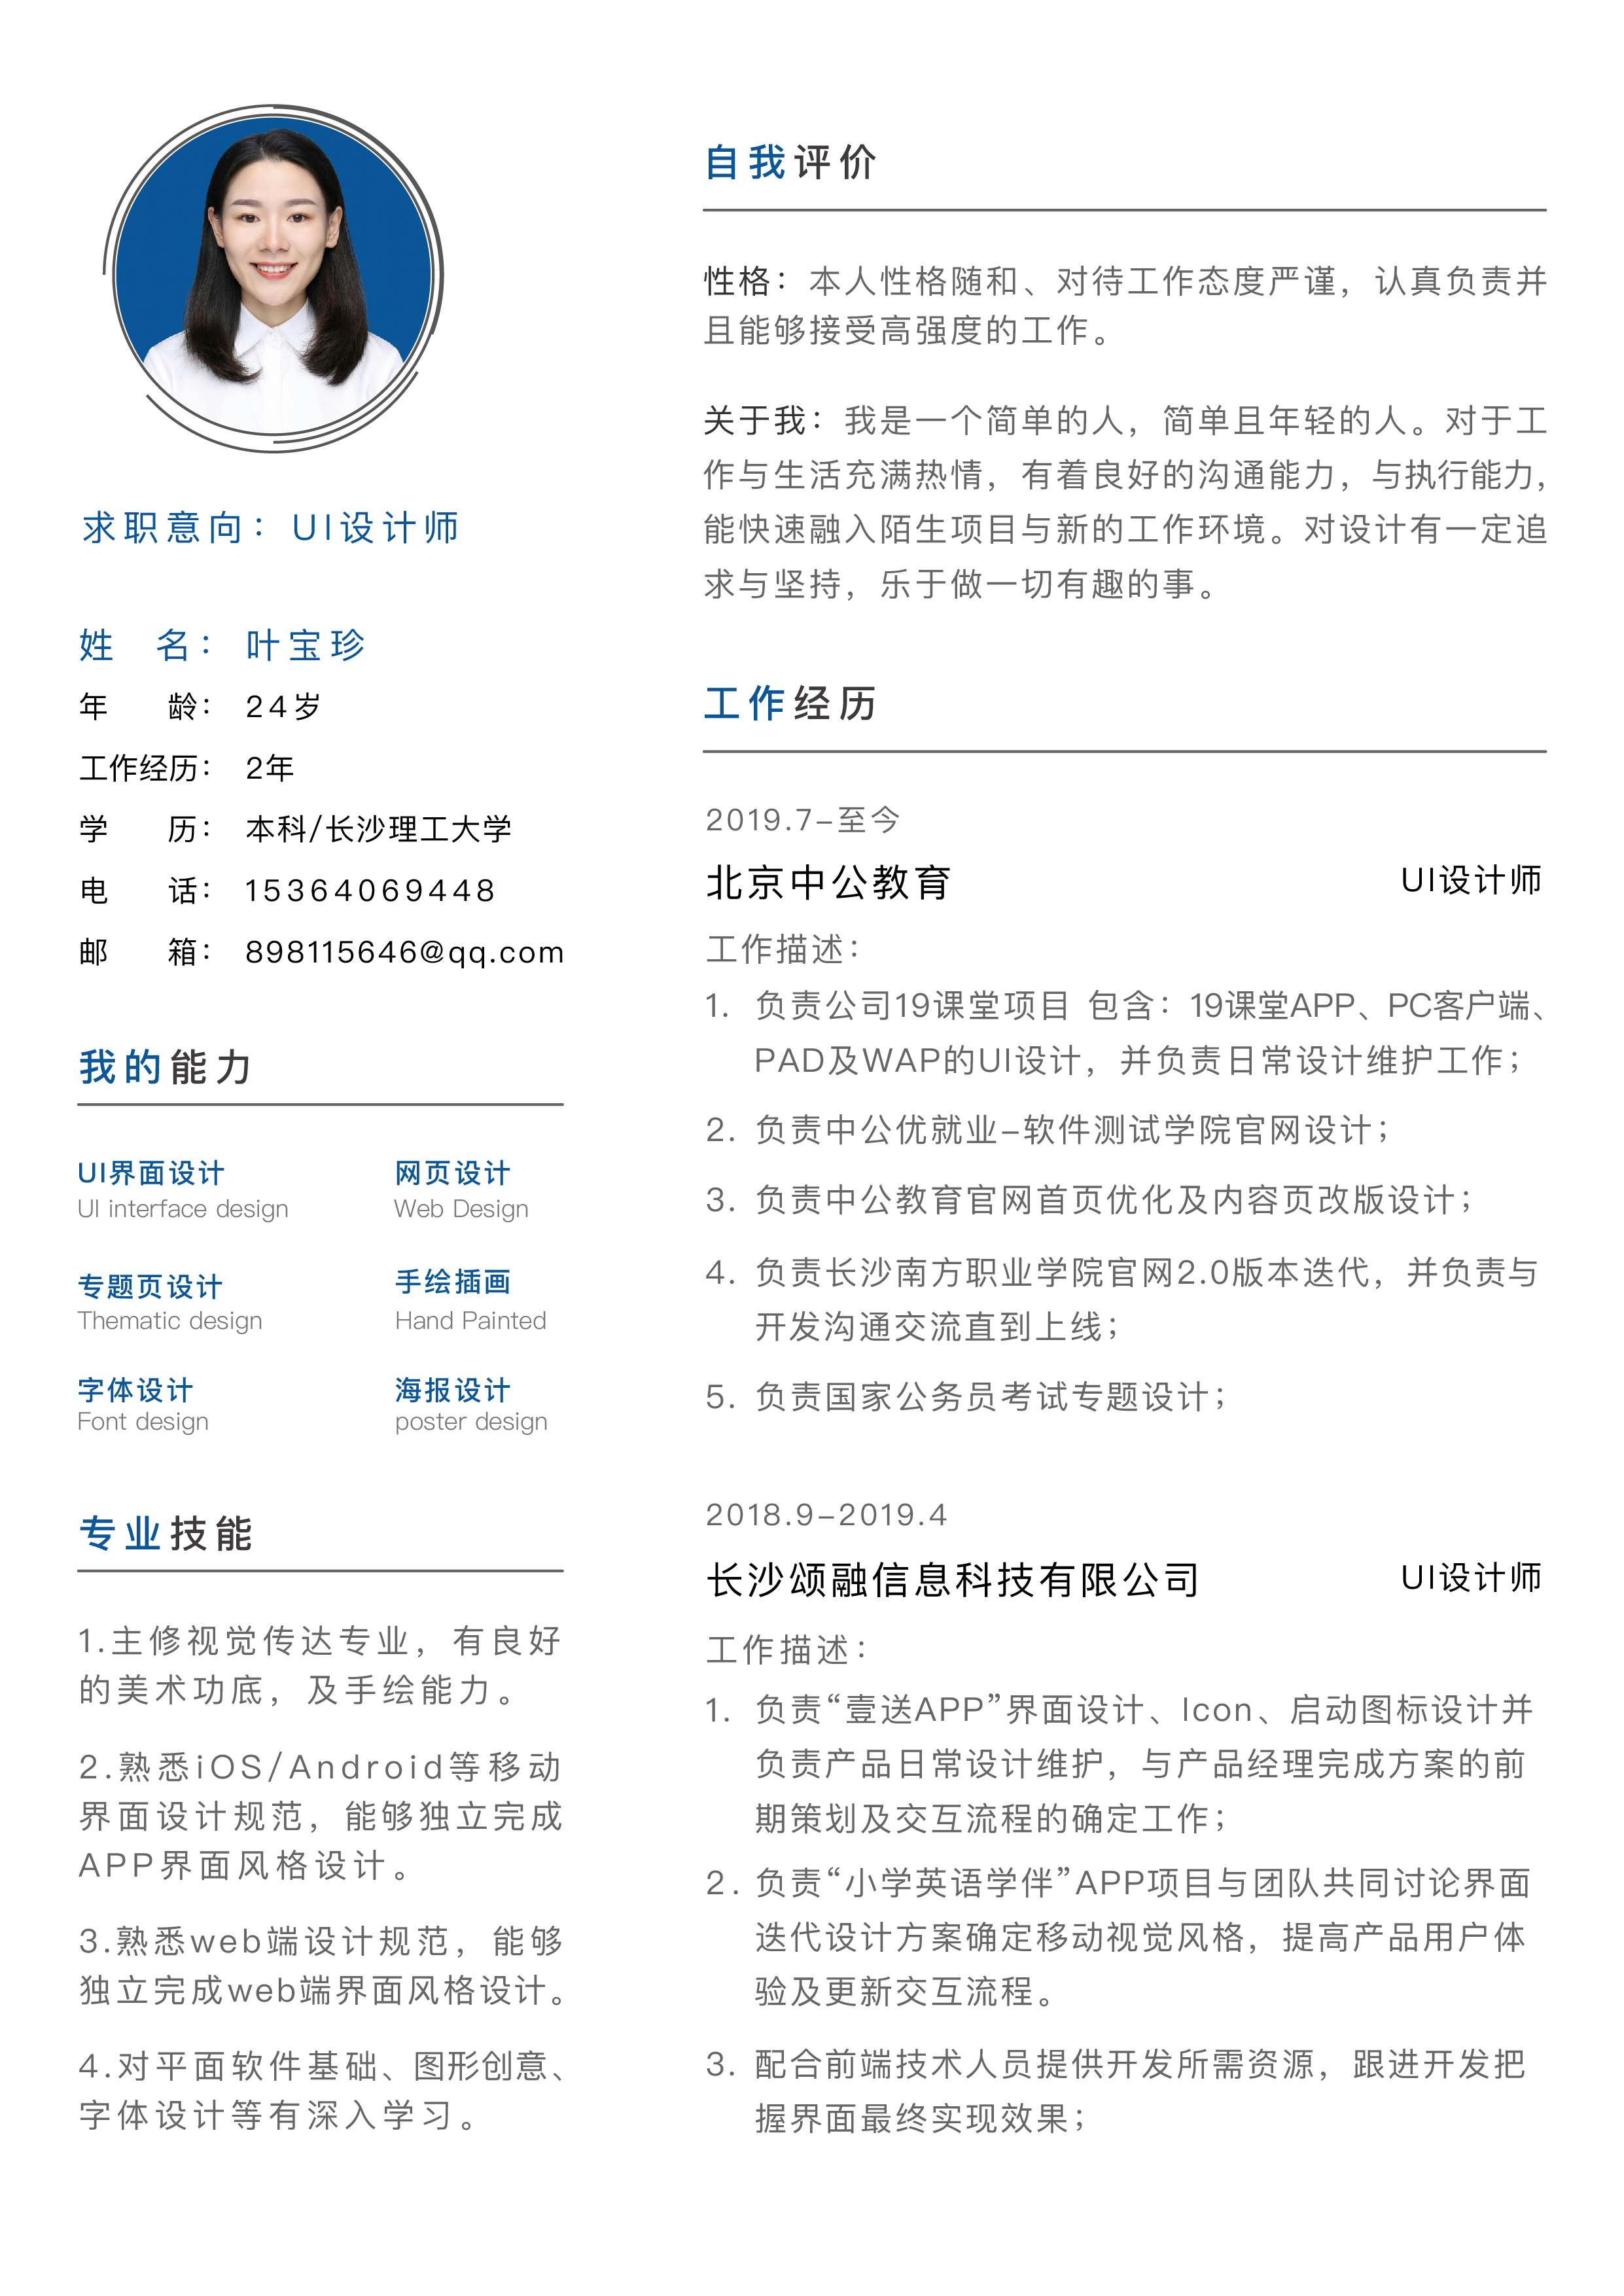 求职意向：UI设计师
姓 名： 叶宝珍
年 龄： 24岁
工作经历： 2年
学 历： 本科/长沙理工大学
电 话： 15364069448
邮 箱： 898115646@qq.com
我的能力
UI界面设计 网页设计
UI interface design Web Design
专题页设计 手绘插画
Thematic design Hand Painted
字体设计 海报设计
Font design poster design
专业技能
1.主修视觉传达专业，有良好
的美术功底，及手绘能力。
2.熟悉iOS/Android等移动
界面设计规范，能够独立完成
APP界面风格设计。
3.熟悉web端设计规范，能够
独立完成web端界面风格设计。
4.对平面软件基础、图形创意、
字体设计等有深入学习。
自我评价
性格：本人性格随和、对待工作态度严谨，认真负责并
且能够接受高强度的工作。
关于我：我是一个简单的人，简单且年轻的人。对于工
作与生活充满热情，有着良好的沟通能力，与执行能力，
能快速融入陌生项目与新的工作环境。对设计有一定追
求与坚持，乐于做一切有趣的事。
工作经历
2019.7-至今
北京中公教育 UI设计师
工作描述：
1. 负责公司19课堂项目 包含：19课堂APP、PC客户端、
PAD及WAP的UI设计，并负责日常设计维护工作；
2. 负责中公优就业-软件测试学院官网设计；
3. 负责中公教育官网首页优化及内容页改版设计；
4. 负责长沙南方职业学院官网2.0版本迭代，并负责与
开发沟通交流直到上线；
5. 负责国家公务员考试专题设计；
2018.9-2019.4
长沙颂融信息科技有限公司 UI设计师
工作描述：
1. 负责“壹送APP”界面设计、Icon、启动图标设计并
负责产品日常设计维护，与产品经理完成方案的前
期策划及交互流程的确定工作；
2. 负责“小学英语学伴”APP项目与团队共同讨论界面
迭代设计方案确定移动视觉风格，提高产品用户体
验及更新交互流程。
3. 配合前端技术人员提供开发所需资源，跟进开发把
握界面最终实现效果；